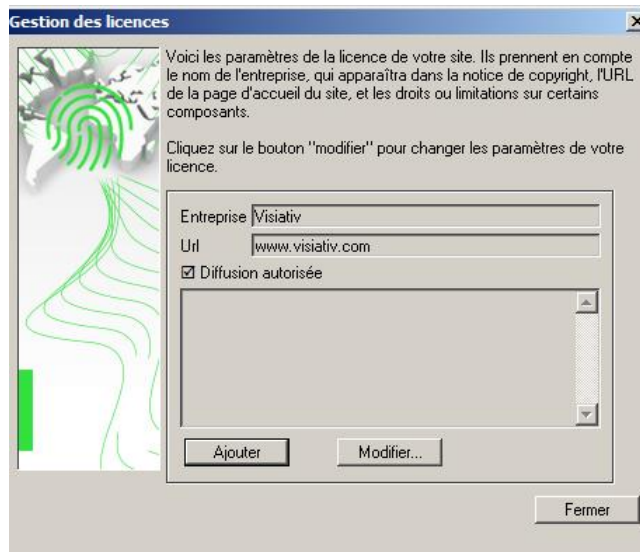 Gestion des licences
Voici les paramètres de la licence de votre site. Ils prennent en compte
le nom de l'entreprise, qui apparaîtra dans la notice de copyright, l'URL
de la page d'accueil du site, et les droits ou limitations sur certains
composants.
Cliquez sur le bouton "modifier" pour changer les paramètres de votre
licence.
Entreprise Visiativ
Url www.visiativ.com
Diffusion autorisée
Ajouter Modifier...
Fermer